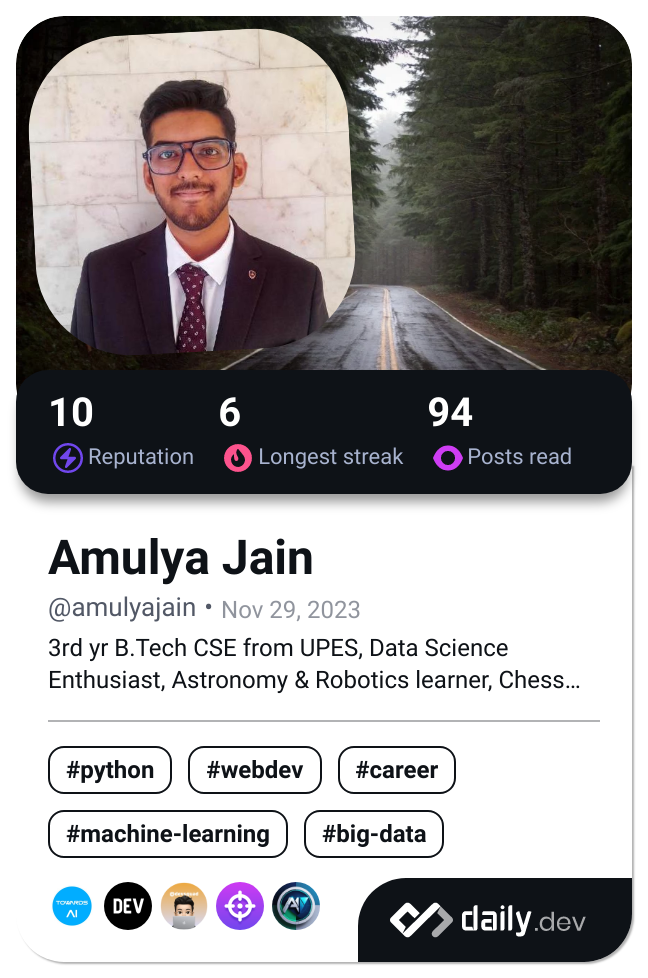 10 6 94
Reputation Longest streak Posts read
Amulya Jain
@amulyajain • Nov 29, 2023
3rd yr B.Tech CSE from UPES, Data Science
Enthusiast, Astronomy & Robotics learner, Chess…
#python #webdev #career
#machine-learning #big-data
TOWARDS
AI
DEV
daily.dev